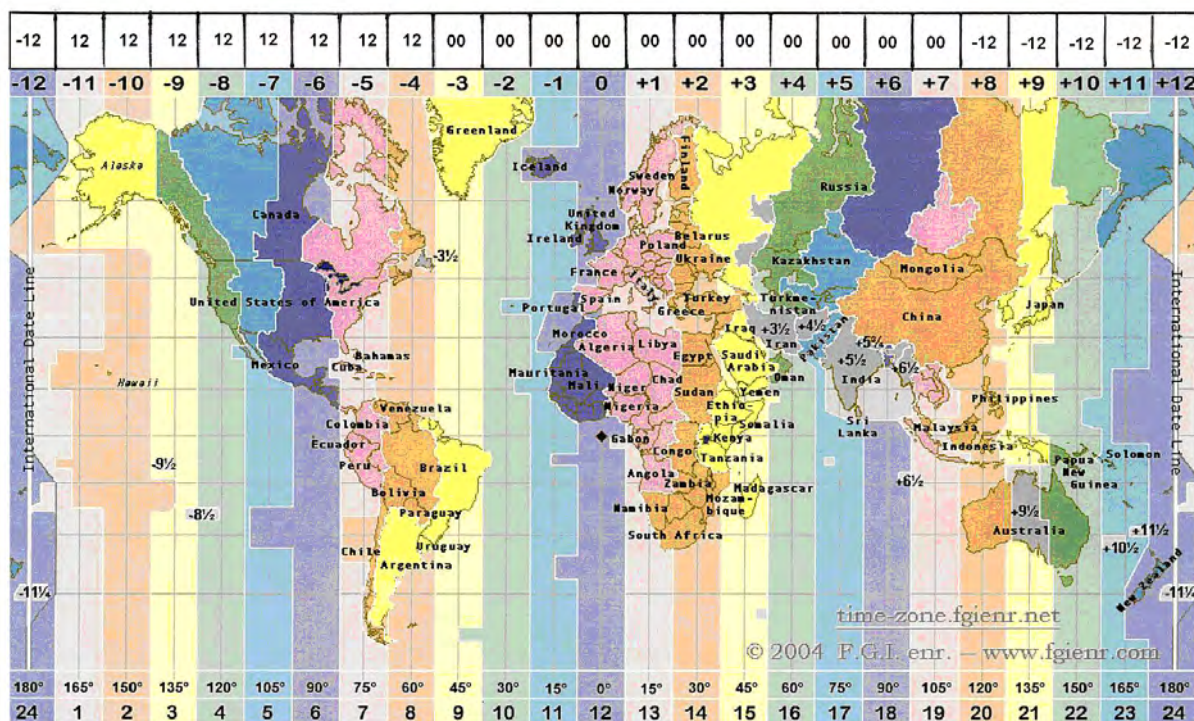 -12 12 12 12 12 12 12 12 12 00 00 00 00 00 00 00 00 00 00 00 -12 -12 -12 -12 -12
-12 -11 -10 -9 -8 -7 -6 -5 -4 -3 -2 -1 0 +1 +2 +3 +4 +5 +6 +7 +8 +9 +10 +11 +12
Greenland
Finland
Alaska
Iceland
Sweden
Norway
Russia
Canada
United
Kingdom
Ireland
Belarus
Poland
Ukraine
-3½
Kazakhstan
Mongolia
France
Italy
United States of America
Portugal
Spain
Greece
Turkey
Turkme-
nistan
Japan
China
Morocco
Algeria
Libya
Iraq
+3½
Iran
+4½
Pakistan
+5¾
+5½
+6½
Bahamas
Mexico
Cuba
Egypt
Saudi
Arabia
Hawaii
Mauritania
Mali
Niger
Chad
Sudan
Oman
India
Yemen
Venezuela
Nigeria
Ethio-
pia
Philippines
Colombia
Somalia
Sri
Lanka
Malaysia
Ecuador
Gabon
Kenya
Congo
Indonesia
Peru
Brazil
Tanzania
Papua
New
Guinea
Solomon
-9½
Angola
+6½
Bolivia
Zambia
Madagascar
Mozam-
bique
-8½
Paraguay
Namibia
+9½
Australia
Chile
Uruguay
South Africa
+11½
+10½
Argentina
-11¼
New Zealand
-11¼
International Date Line
International Date Line
time-zone.fgienr.net
© 2004 F.G.I. enr. – www.fgienr.com
180° 165° 150° 135° 120° 105° 90° 75° 60° 45° 30° 15° 0° 15° 30° 45° 60° 75° 90° 105° 120° 135° 150° 165° 180°
24 1 2 3 4 5 6 7 8 9 10 11 12 13 14 15 16 17 18 19 20 21 22 23 24